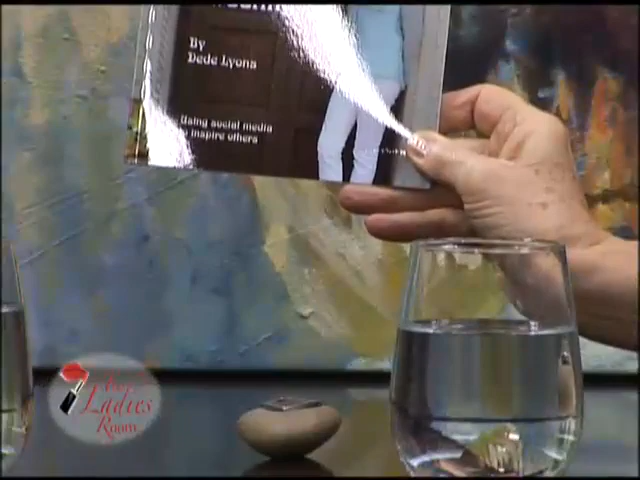 By
Dede Lyons
Using social media
to inspire others
Ladies
Room